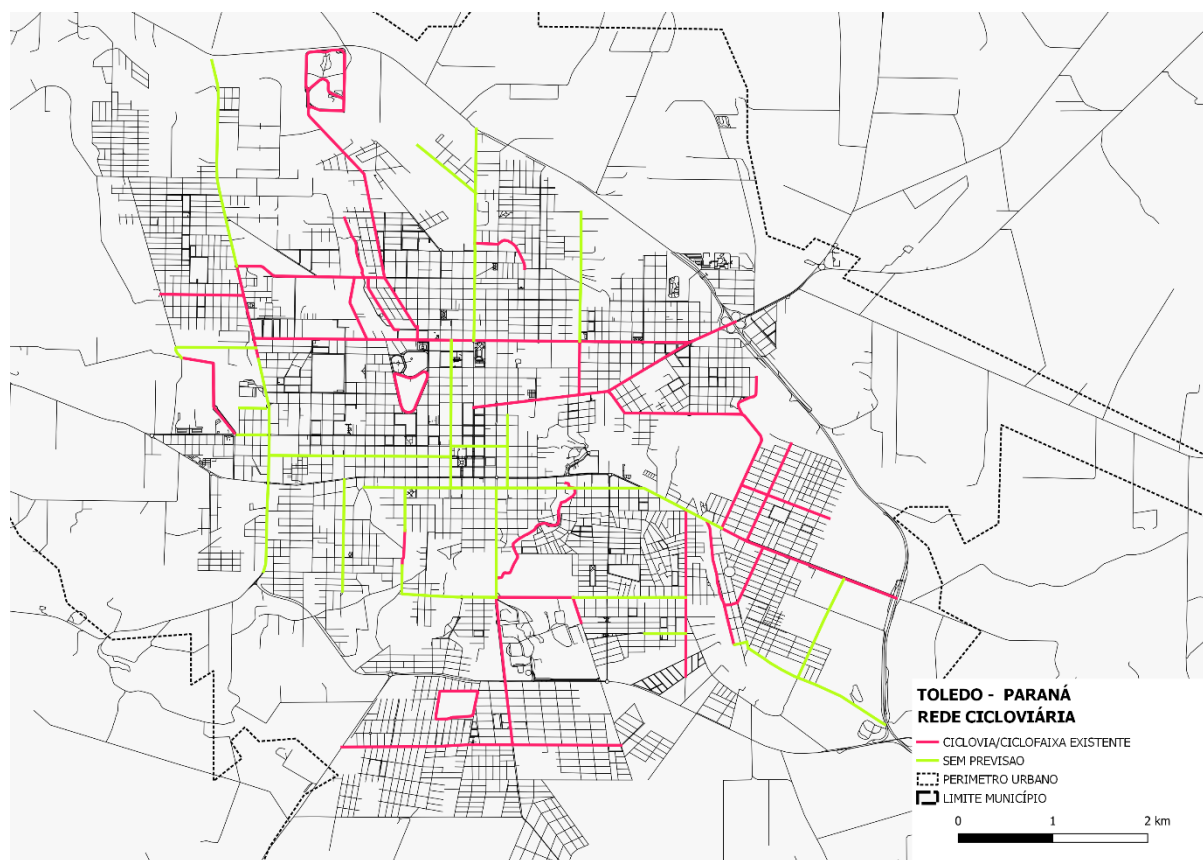 TOLEDO - PARANÁ
REDE CICLOVIÁRIA
CICLOVIA/CICLOFAIXA EXISTENTE
SEM PREVISAO
PERIMETRO URBANO
LIMITE MUNICÍPIO
0 1 2 km